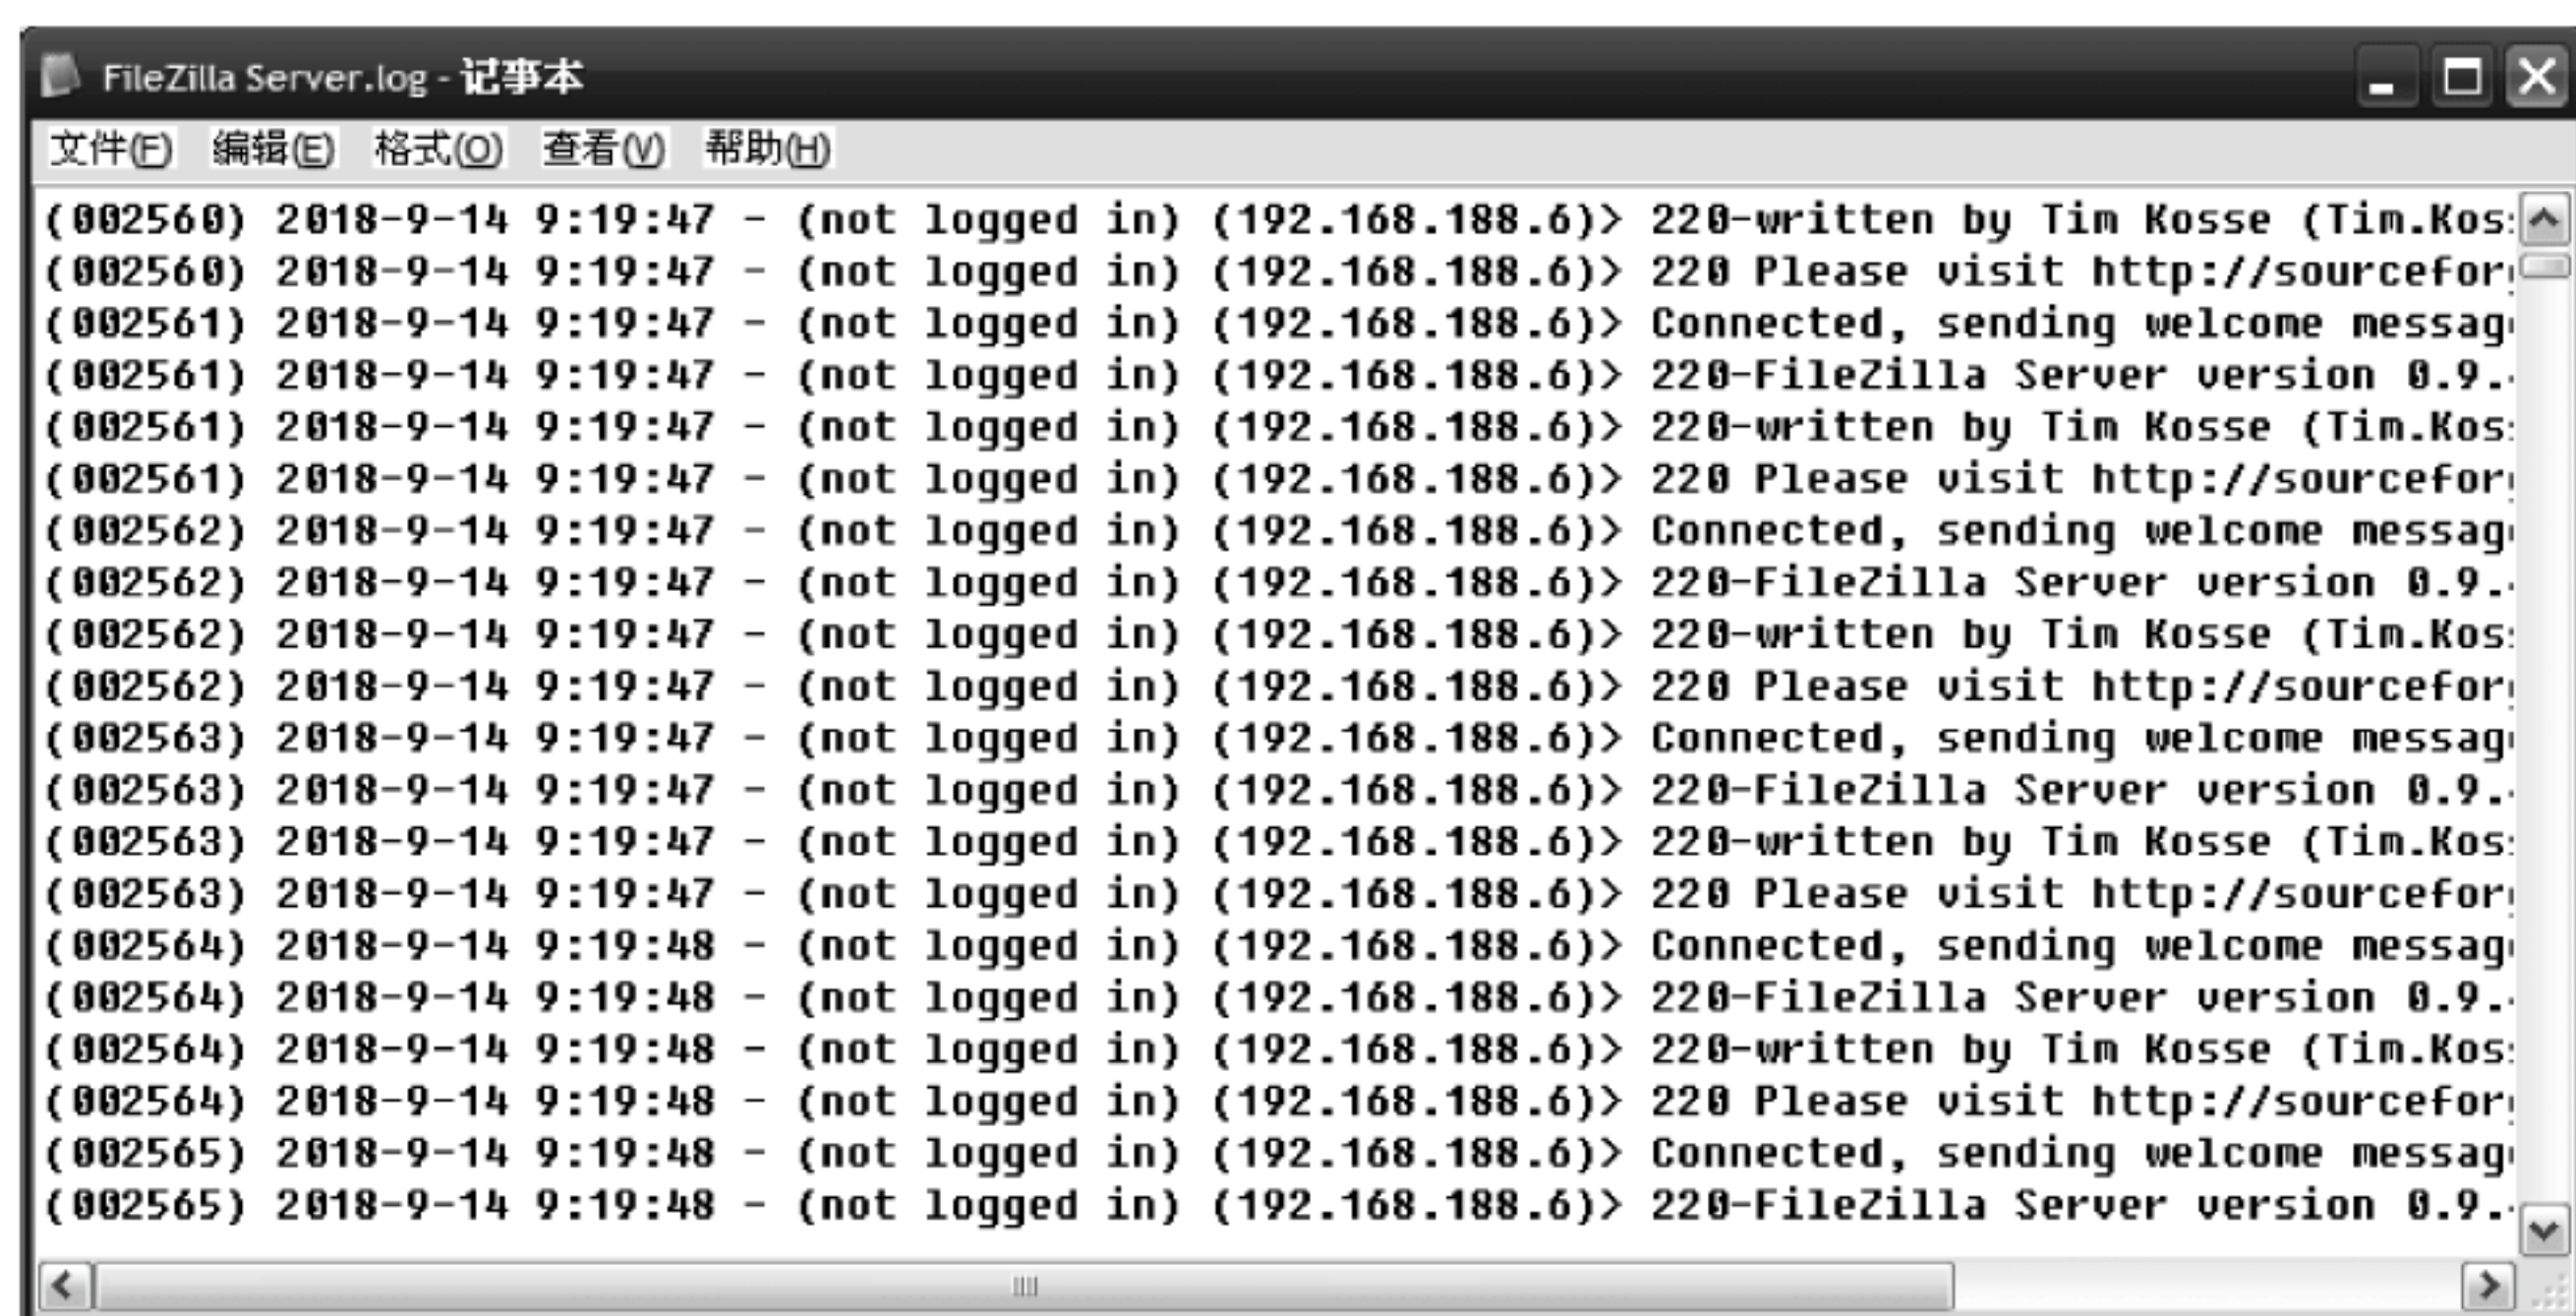 FileZilla Server.log - 记事本
文件(F) 编辑(E) 格式(O) 查看(V) 帮助(H)
(002560) 2018-9-14 9:19:47 - (not logged in) (192.168.188.6)> 220-written by Tim Kosse (Tim.Kos
(002560) 2018-9-14 9:19:47 - (not logged in) (192.168.188.6)> 220 Please visit http://sourcefor
(002561) 2018-9-14 9:19:47 - (not logged in) (192.168.188.6)> Connected, sending welcome messag
(002561) 2018-9-14 9:19:47 - (not logged in) (192.168.188.6)> 220-FileZilla Server version 0.9.
(002561) 2018-9-14 9:19:47 - (not logged in) (192.168.188.6)> 220-written by Tim Kosse (Tim.Kos
(002561) 2018-9-14 9:19:47 - (not logged in) (192.168.188.6)> 220 Please visit http://sourcefor
(002562) 2018-9-14 9:19:47 - (not logged in) (192.168.188.6)> Connected, sending welcome messag
(002562) 2018-9-14 9:19:47 - (not logged in) (192.168.188.6)> 220-FileZilla Server version 0.9.
(002562) 2018-9-14 9:19:47 - (not logged in) (192.168.188.6)> 220-written by Tim Kosse (Tim.Kos
(002562) 2018-9-14 9:19:47 - (not logged in) (192.168.188.6)> 220 Please visit http://sourcefor
(002563) 2018-9-14 9:19:47 - (not logged in) (192.168.188.6)> Connected, sending welcome messag
(002563) 2018-9-14 9:19:47 - (not logged in) (192.168.188.6)> 220-FileZilla Server version 0.9.
(002563) 2018-9-14 9:19:47 - (not logged in) (192.168.188.6)> 220-written by Tim Kosse (Tim.Kos
(002563) 2018-9-14 9:19:47 - (not logged in) (192.168.188.6)> 220 Please visit http://sourcefor
(002564) 2018-9-14 9:19:48 - (not logged in) (192.168.188.6)> Connected, sending welcome messag
(002564) 2018-9-14 9:19:48 - (not logged in) (192.168.188.6)> 220-FileZilla Server version 0.9.
(002564) 2018-9-14 9:19:48 - (not logged in) (192.168.188.6)> 220-written by Tim Kosse (Tim.Kos
(002564) 2018-9-14 9:19:48 - (not logged in) (192.168.188.6)> 220 Please visit http://sourcefor
(002565) 2018-9-14 9:19:48 - (not logged in) (192.168.188.6)> Connected, sending welcome messag
(002565) 2018-9-14 9:19:48 - (not logged in) (192.168.188.6)> 220-FileZilla Server version 0.9.